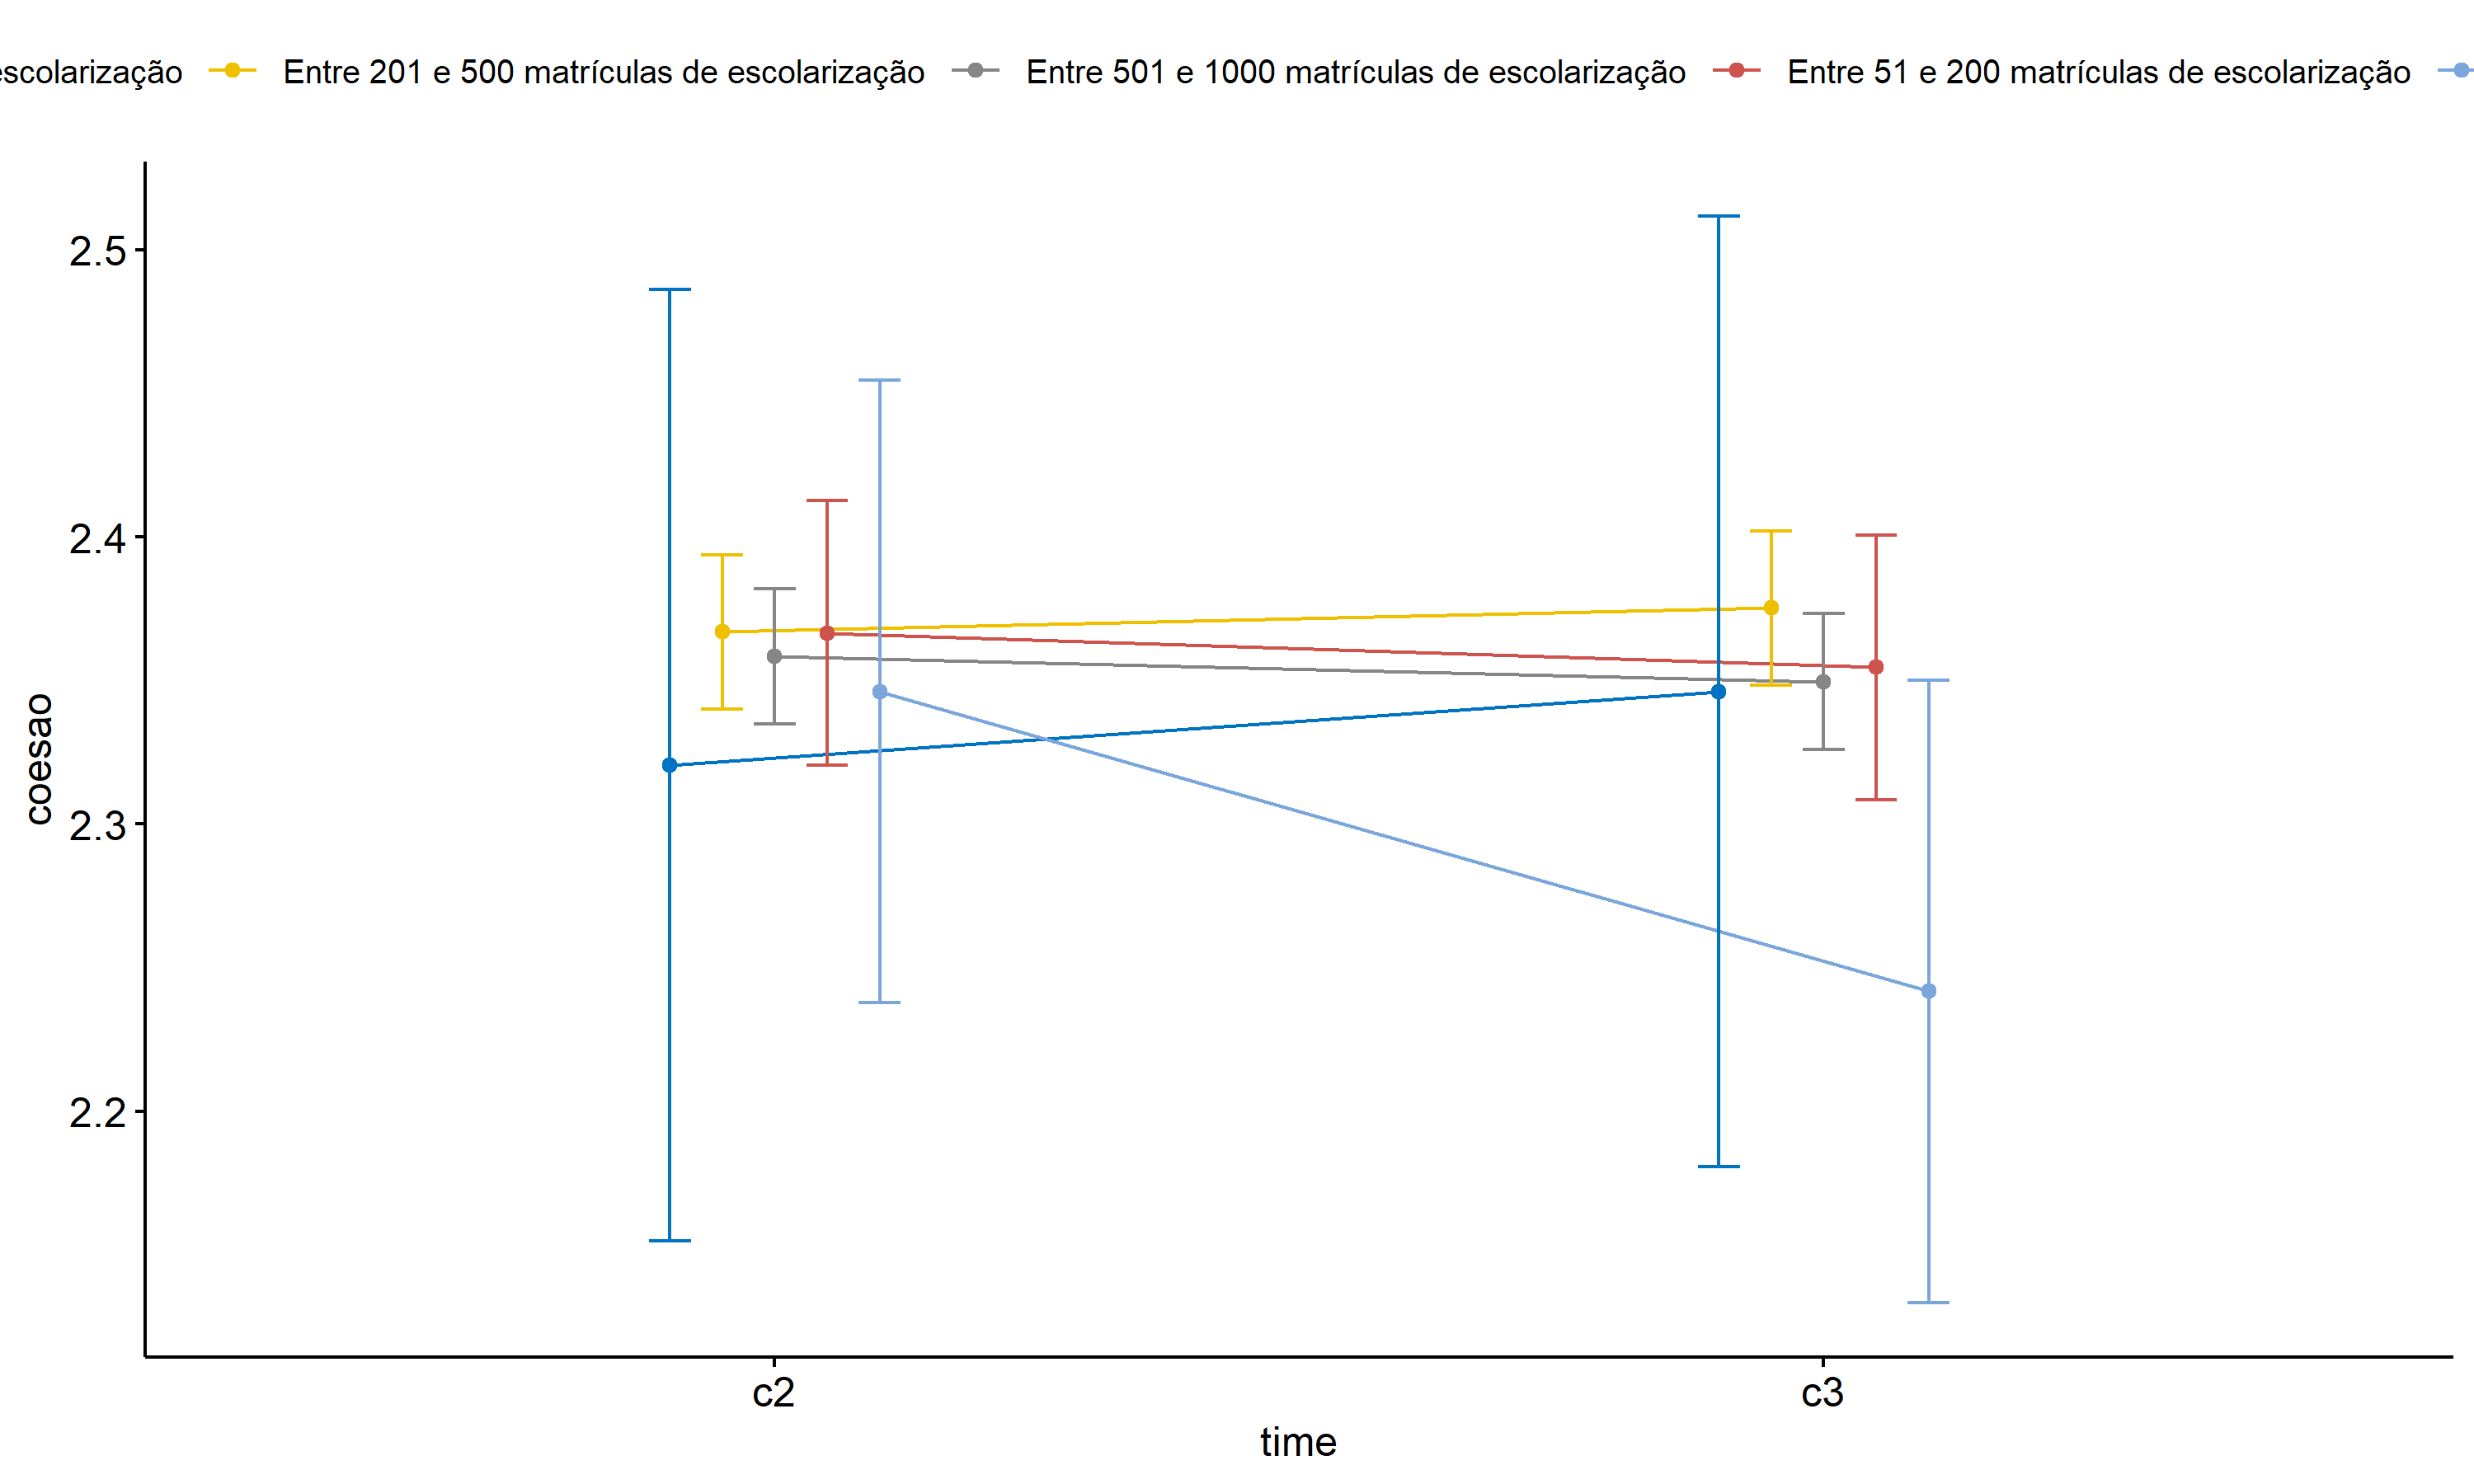 escolarização Entre 201 e 500 matrículas de escolarização Entre 501 e 1000 matrículas de escolarização Entre 51 e 200 matrículas de escolarização
2.5
2.4
2.3
2.2
coesao
c2 c3
time